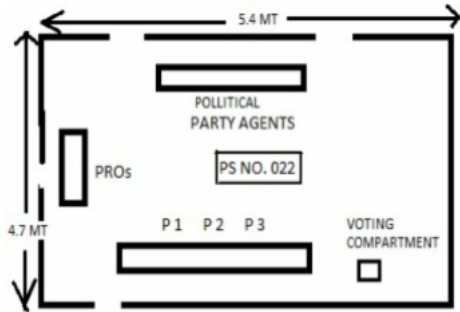 5.4 MT
POLLITICAL
PARTY AGENTS
PROs
PS NO. 022
4.7 MT
P 1 P 2 P 3
VOTING
COMPARTMENT